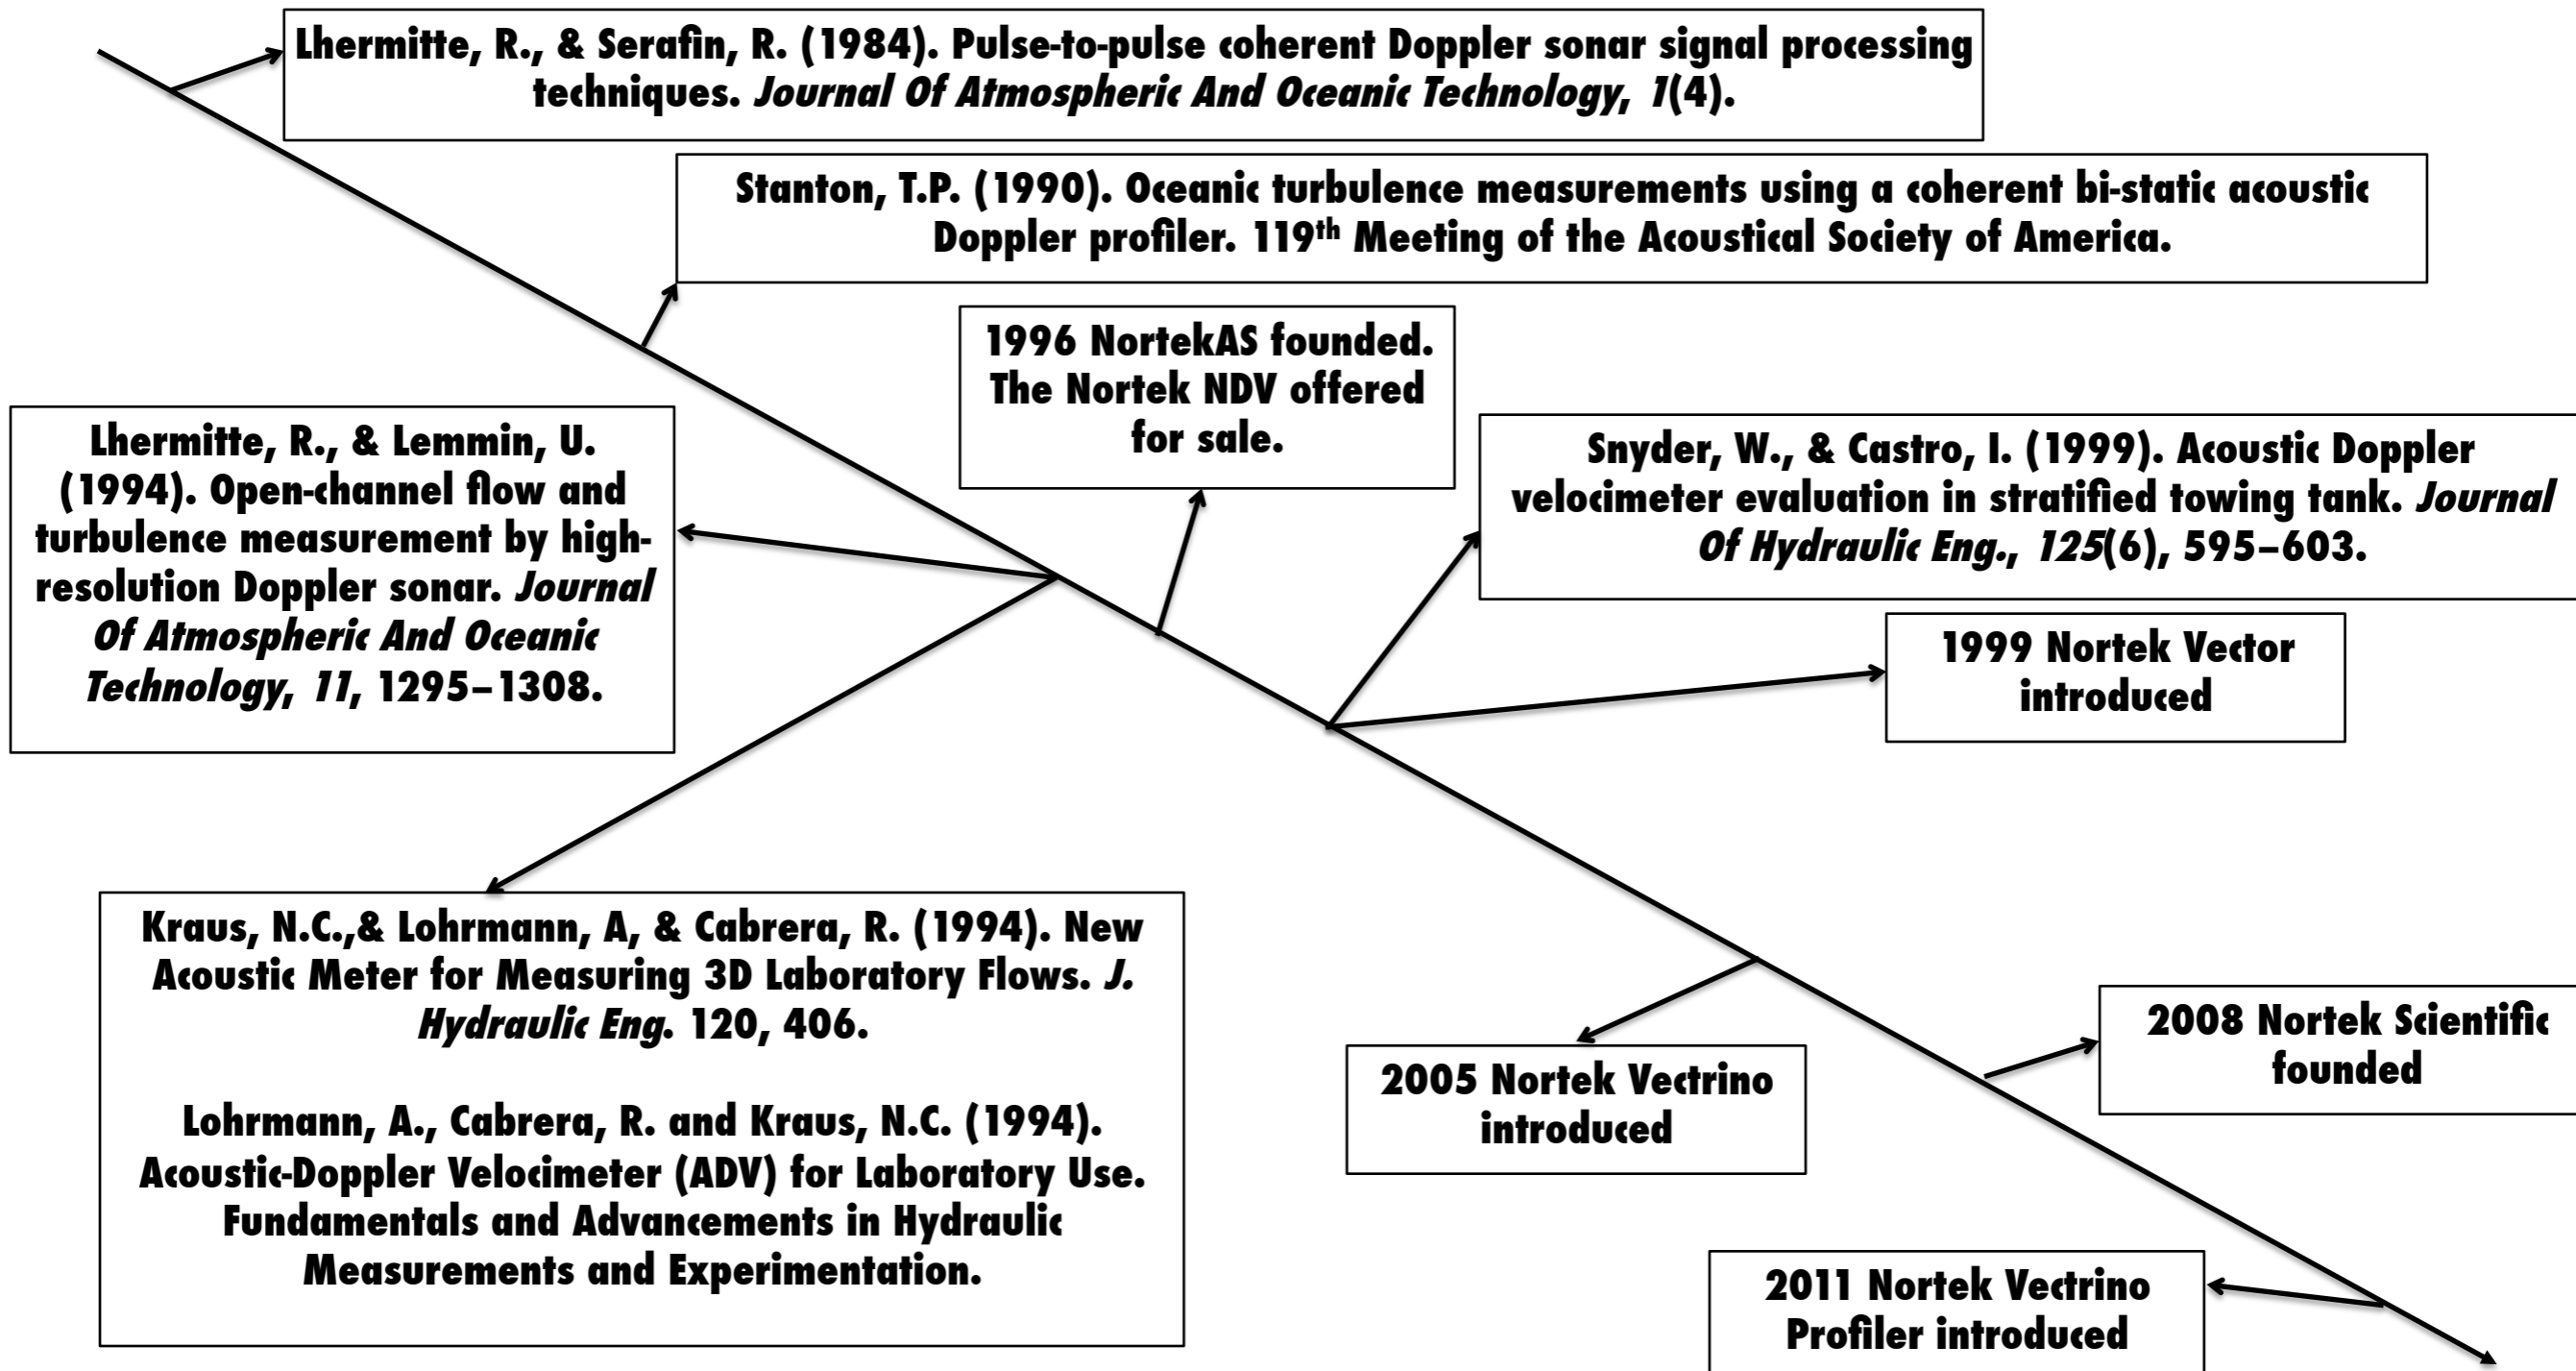 Lhermitte, R., & Serafin, R. (1984). Pulse-to-pulse coherent Doppler sonar signal processing
techniques. Journal Of Atmospheric And Oceanic Technology, 1(4).
Stanton, T.P. (1990). Oceanic turbulence measurements using a coherent bi-static acoustic
Doppler profiler. 119th Meeting of the Acoustical Society of America.
1996 NortekAS founded.
The Nortek NDV offered
for sale.
Lhermitte, R., & Lemmin, U.
(1994). Open-channel flow and
turbulence measurement by high-
resolution Doppler sonar. Journal
Of Atmospheric And Oceanic
Technology, 11, 1295–1308.
Snyder, W., & Castro, I. (1999). Acoustic Doppler
velocimeter evaluation in stratified towing tank. Journal
Of Hydraulic Eng., 125(6), 595–603.
1999 Nortek Vector
introduced
Kraus, N.C.,& Lohrmann, A, & Cabrera, R. (1994). New
Acoustic Meter for Measuring 3D Laboratory Flows. J.
Hydraulic Eng. 120, 406.
Lohrmann, A., Cabrera, R. and Kraus, N.C. (1994).
Acoustic-Doppler Velocimeter (ADV) for Laboratory Use.
Fundamentals and Advancements in Hydraulic
Measurements and Experimentation.
2005 Nortek Vectrino
introduced
2008 Nortek Scientific
founded
2011 Nortek Vectrino
Profiler introduced